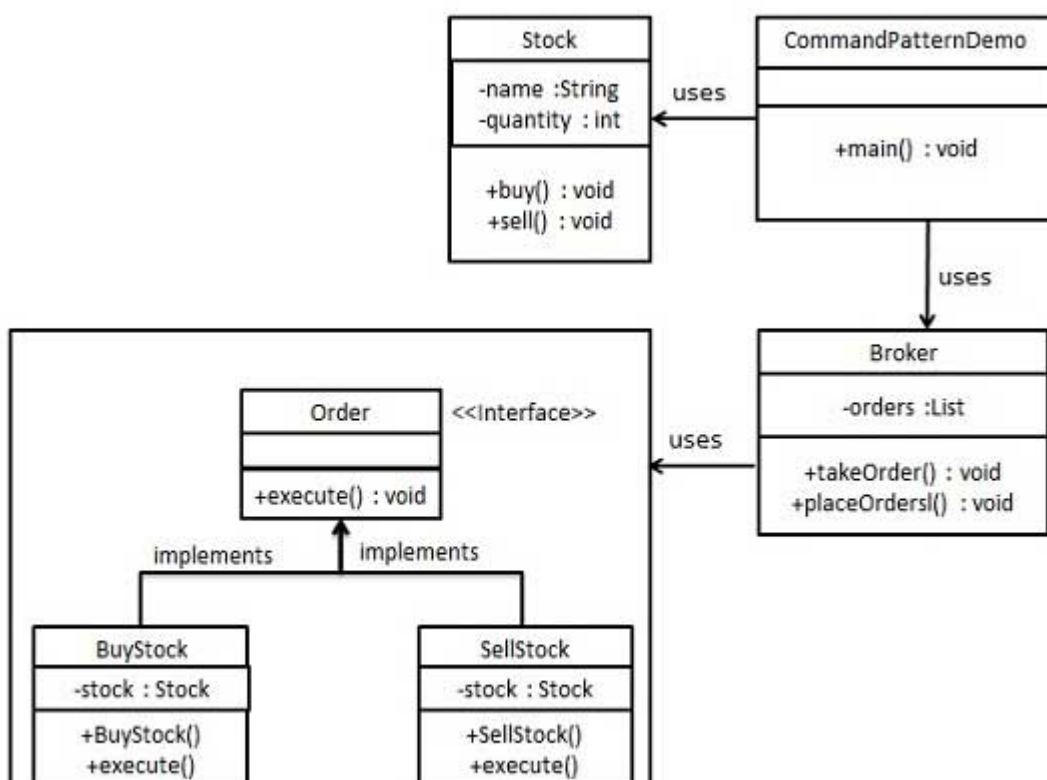 Stock
-name :String
-quantity : int
+buy() : void
+sell() : void
uses
CommandPatternDemo
+main() : void
uses
Broker
-orders :List
+takeOrder() : void
+placeOrdersl() : void
uses
Order
<<Interface>>
+execute() : void
implements
implements
BuyStock
-stock : Stock
+BuyStock()
+execute()
SellStock
-stock : Stock
+SellStock()
+execute()